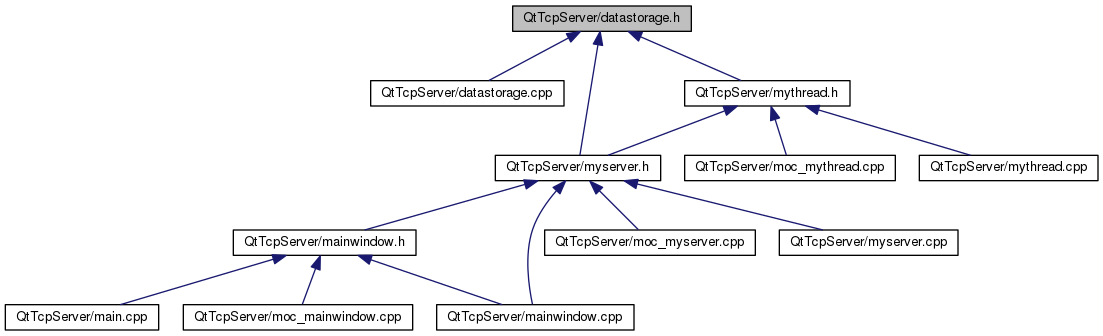 QtTcpServer/datastorage.h
QtTcpServer/datastorage.cpp
QtTcpServer/mythread.h
QtTcpServer/myserver.h
QtTcpServer/moc_mythread.cpp
QtTcpServer/mythread.cpp
QtTcpServer/mainwindow.h
QtTcpServer/moc_myserver.cpp
QtTcpServer/myserver.cpp
QtTcpServer/main.cpp
QtTcpServer/moc_mainwindow.cpp
QtTcpServer/mainwindow.cpp